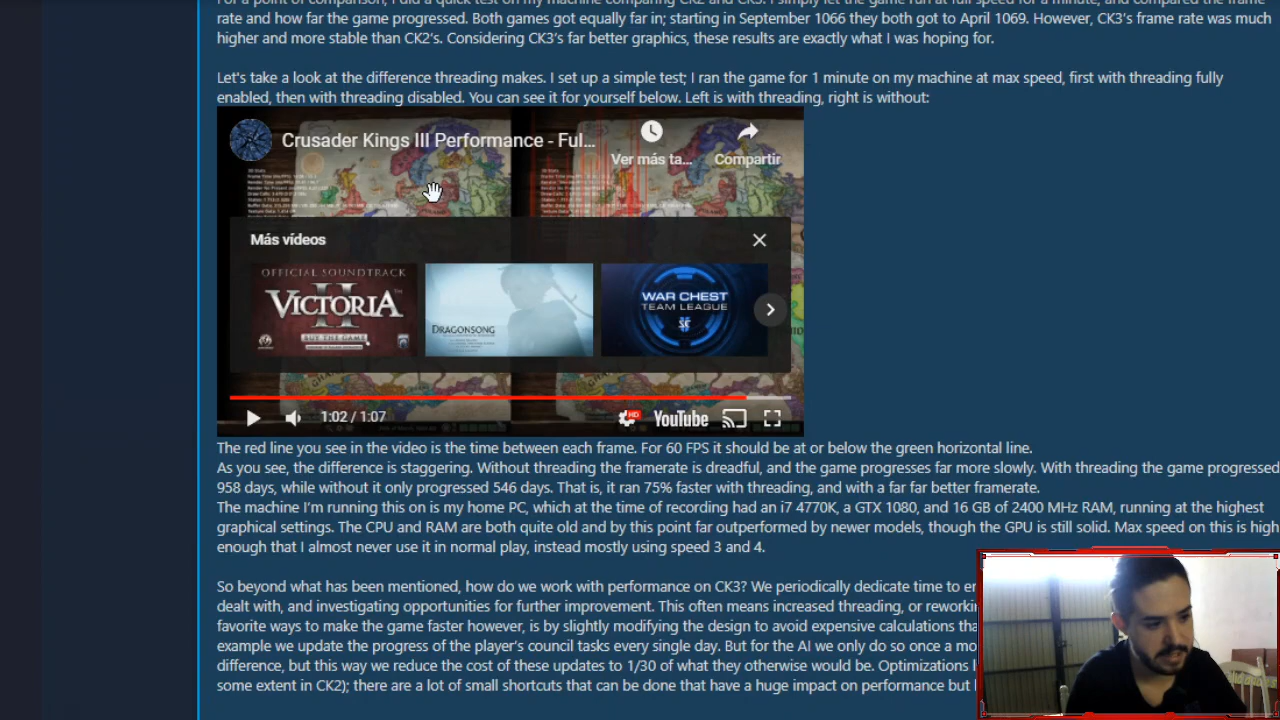 For a point of comparison, I did a quick test on my machine comparing CK2 and CK3. I simply let the game run at full speed for a minute, and compared the frame
rate and how far the game progressed. Both games got equally far in; starting in September 1066 they both got to April 1069. However, CK3's frame rate was much
higher and more stable than CK2's. Considering CK3's far better graphics, these results are exactly what I was hoping for.
Let's take a look at the difference threading makes. I set up a simple test; I ran the game for 1 minute on my machine at max speed, first with threading fully
enabled, then with threading disabled. You can see it for yourself below. Left is with threading, right is without:
Crusader Kings III Performance - Ful...
Ver más ta...
Compartir
Más vídeos
OFFICIAL SOUNDTRACK
VICTORIA
II
BUY THE GAME
DRAGONSONG
WAR CHEST
TEAM LEAGUE
1:02 / 1:07
HD
YouTube
The red line you see in the video is the time between each frame. For 60 FPS it should be at or below the green horizontal line.
As you see, the difference is staggering. Without threading the framerate is dreadful, and the game progresses far more slowly. With threading the game progressed
958 days, while without it only progressed 546 days. That is, it ran 75% faster with threading, and with a far far better framerate.
The machine I'm running this on is my home PC, which at the time of recording had an i7 4770K, a GTX 1080, and 16 GB of 2400 MHz RAM, running at the highest
graphical settings. The CPU and RAM are both quite old and by this point far outperformed by newer models, though the GPU is still solid. Max speed on this is high
enough that I almost never use it in normal play, instead mostly using speed 3 and 4.
So beyond what has been mentioned, how do we work with performance on CK3? We periodically dedicate time to
dealt with, and investigating opportunities for further improvement. This often means increased threading, or
favorite ways to make the game faster however, is by slightly modifying the design to avoid expensive calculations
example we update the progress of the player's council tasks every single day. But for the AI we only do so once a
difference, but this way we reduce the cost of these updates to 1/30 of what they otherwise would be. Optimizations
some extent in CK2); there are a lot of small shortcuts that can be done that have a huge impact on performance but